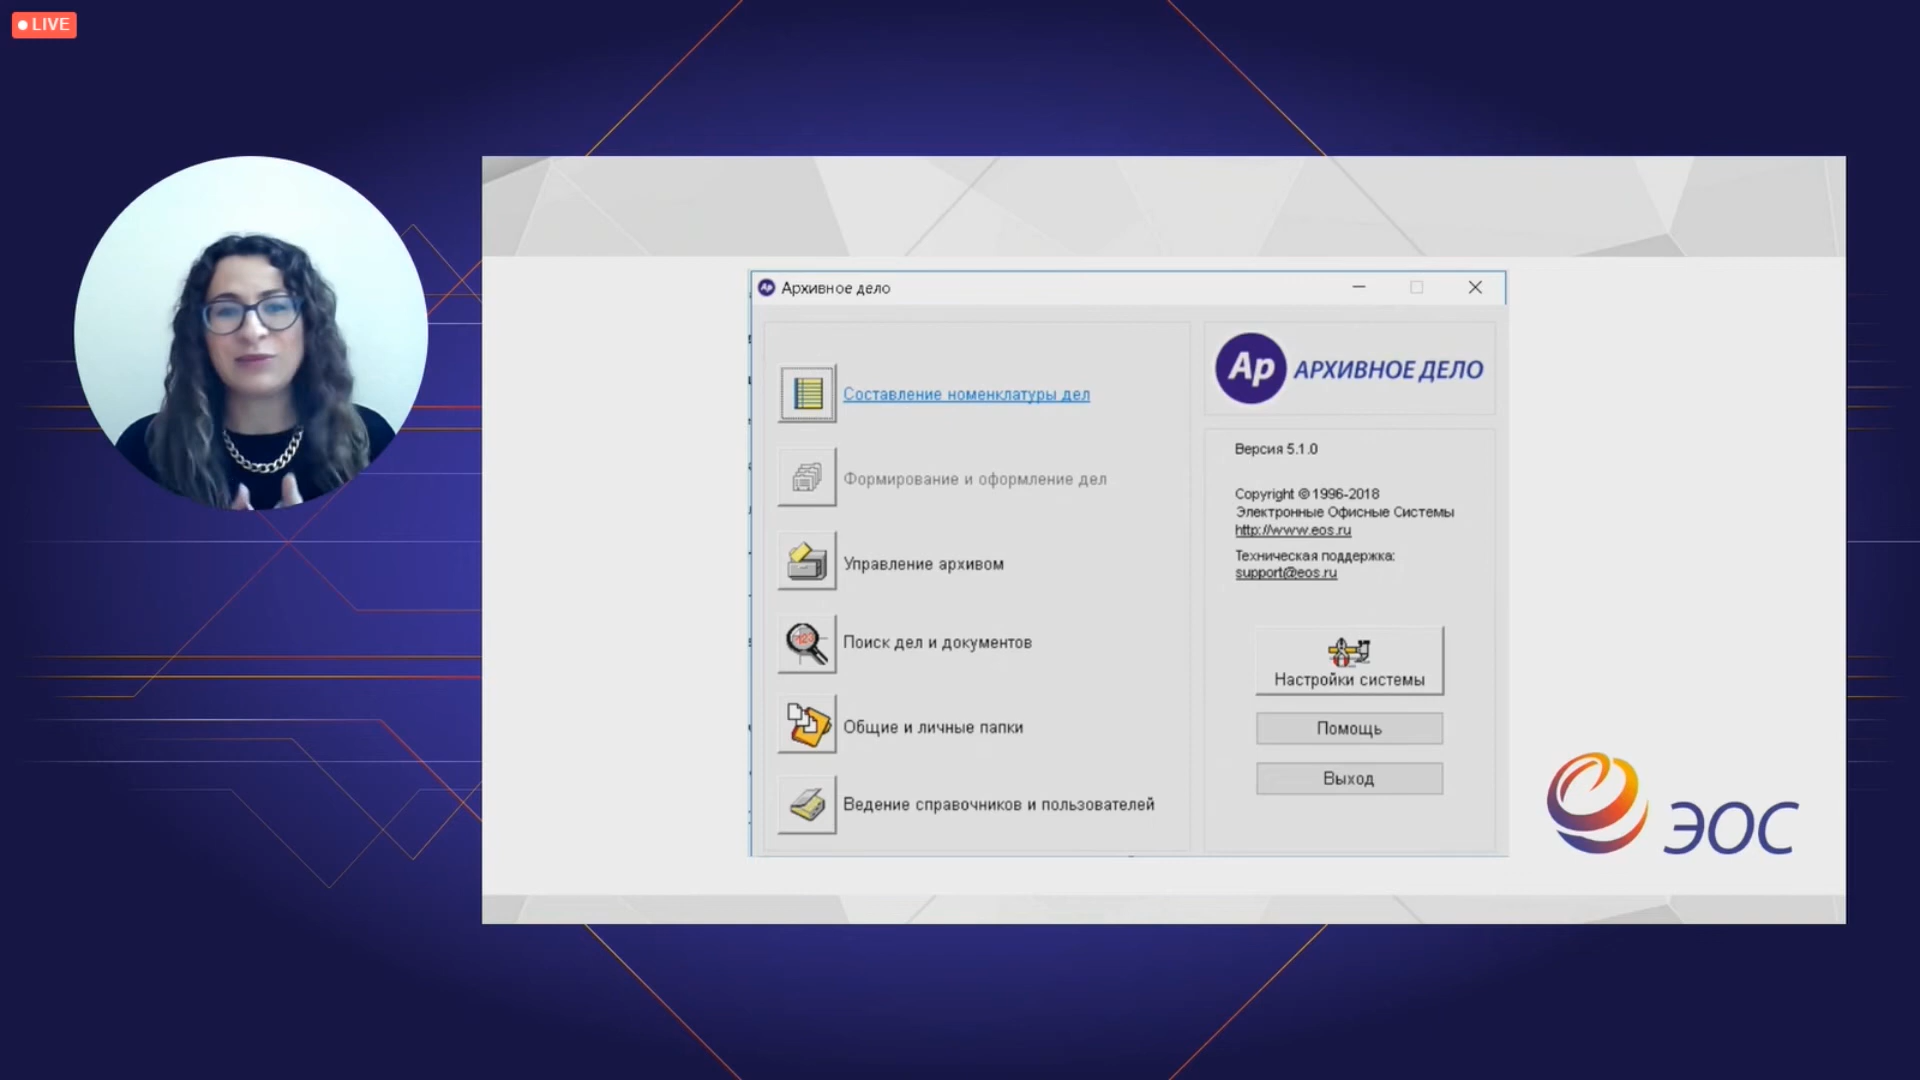 LIVE
Архивное дело
Составление номенклатуры дел
Формирование и оформление дел
Управление архивом
Поиск дел и документов
Общие и личные папки
Ведение справочников и пользователей
Ар АРХИВНОЕ ДЕЛО
Версия 5.1.0
Copyright © 1996-2018
Электронные Офисные Системы
http://www.eos.ru
Техническая поддержка:
support@eos.ru
Настройки системы
Помощь
Выход
ЭОС